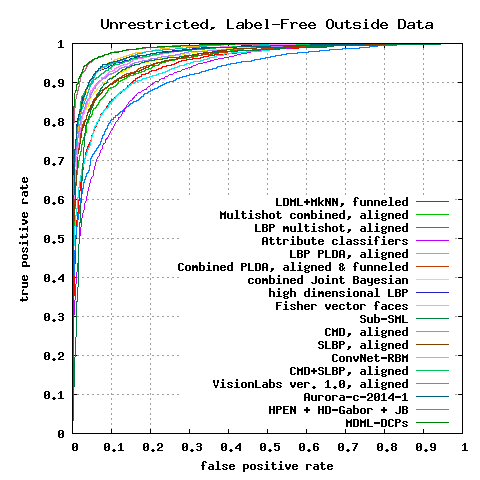 Unrestricted, Label-Free Outside Data
1
0.9
0.8
0.7
0.6
0.5
0.4
0.3
0.2
0.1
0
true positive rate
LDML+MkNN, funneled
Multishot combined, aligned
LBP multishot, aligned
Attribute classifiers
LBP PLDA, aligned
Combined PLDA, aligned & funneled
combined Joint Bayesian
high dimensional LBP
Fisher vector faces
Sub-SML
CMD, aligned
SLBP, aligned
ConvNet-RBM
CMD+SLBP, aligned
VisionLabs ver. 1.0, aligned
Aurora-c-2014-1
HPEN + HD-Gabor + JB
MDML-DCPs
0 0.1 0.2 0.3 0.4 0.5 0.6 0.7 0.8 0.9 1
false positive rate